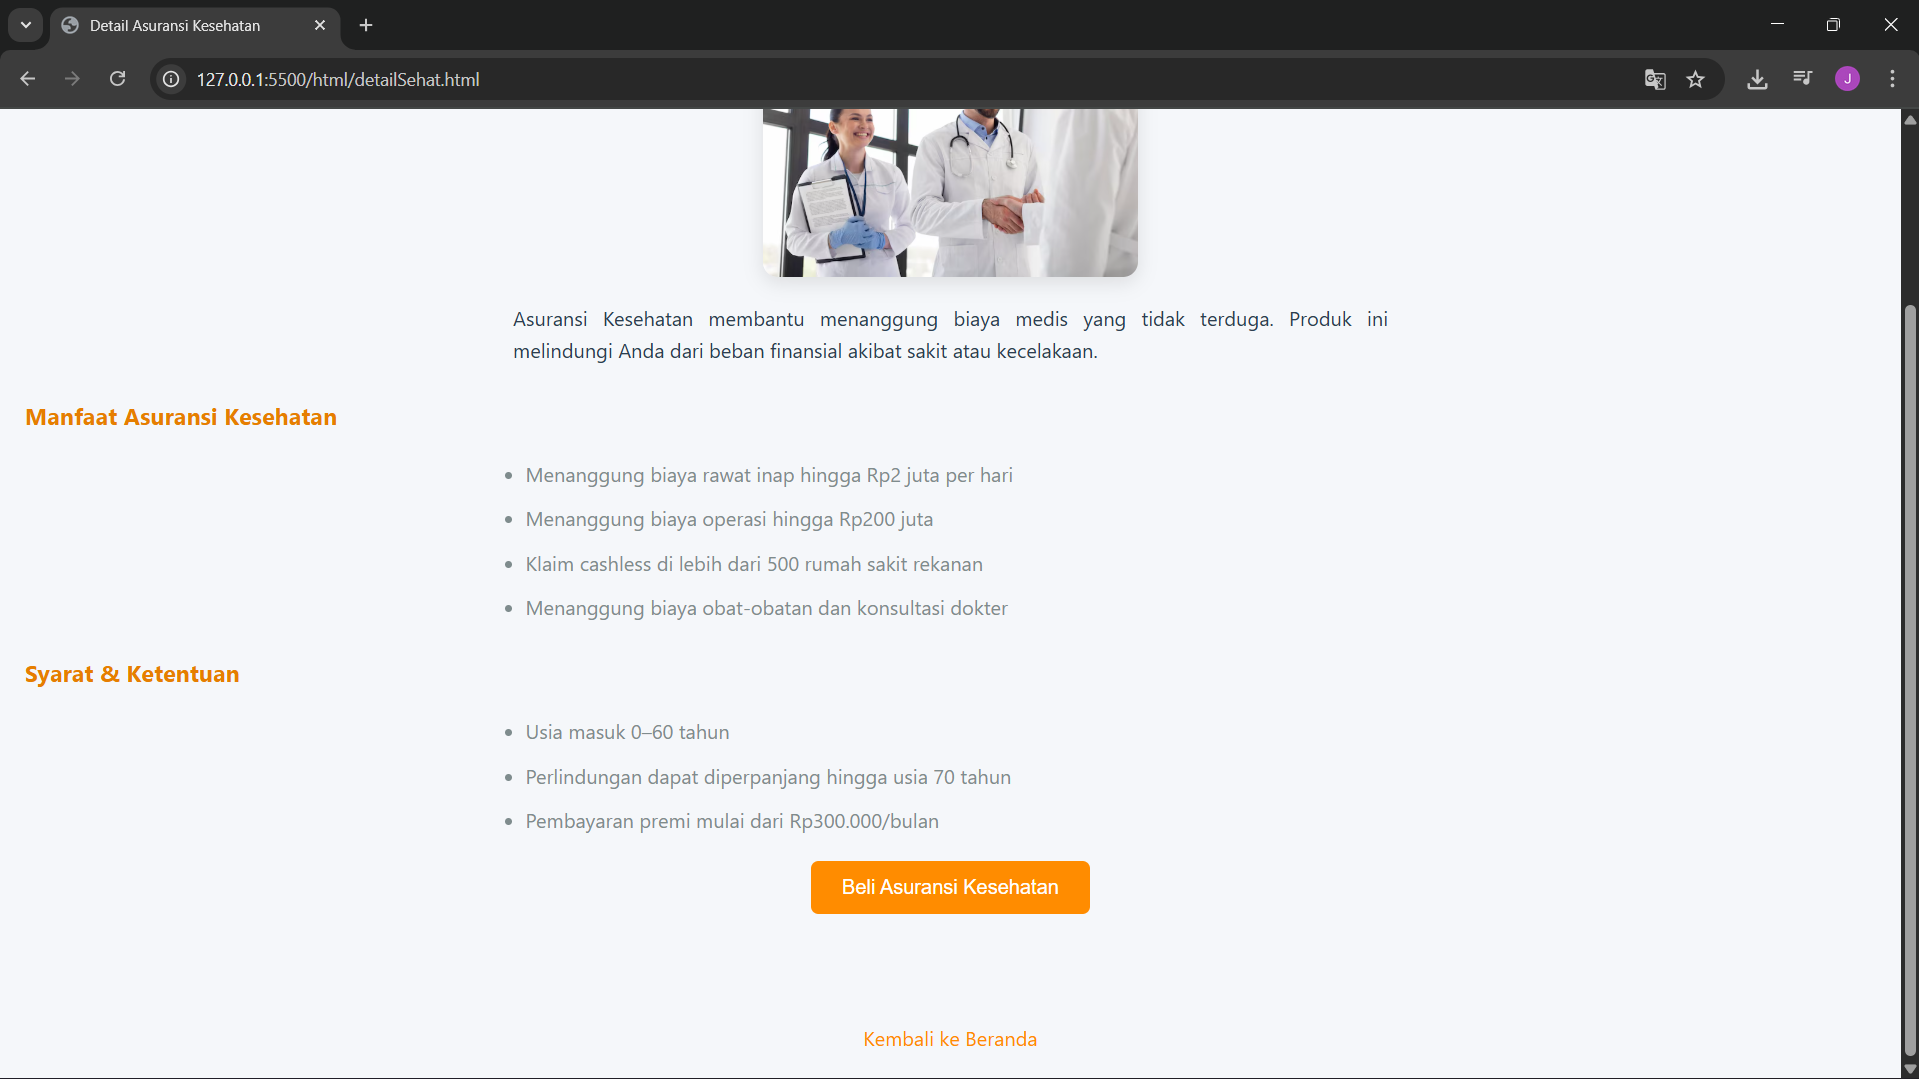 Detail Asuransi Kesehatan
127.0.0.1:5500/html/detailSehat.html
J
Asuransi Kesehatan membantu menanggung biaya medis yang tidak terduga. Produk ini
melindungi Anda dari beban finansial akibat sakit atau kecelakaan.
Manfaat Asuransi Kesehatan
• Menanggung biaya rawat inap hingga Rp2 juta per hari
• Menanggung biaya operasi hingga Rp200 juta
• Klaim cashless di lebih dari 500 rumah sakit rekanan
• Menanggung biaya obat-obatan dan konsultasi dokter
Syarat & Ketentuan
• Usia masuk 0–60 tahun
• Perlindungan dapat diperpanjang hingga usia 70 tahun
• Pembayaran premi mulai dari Rp300.000/bulan
Beli Asuransi Kesehatan
Kembali ke Beranda